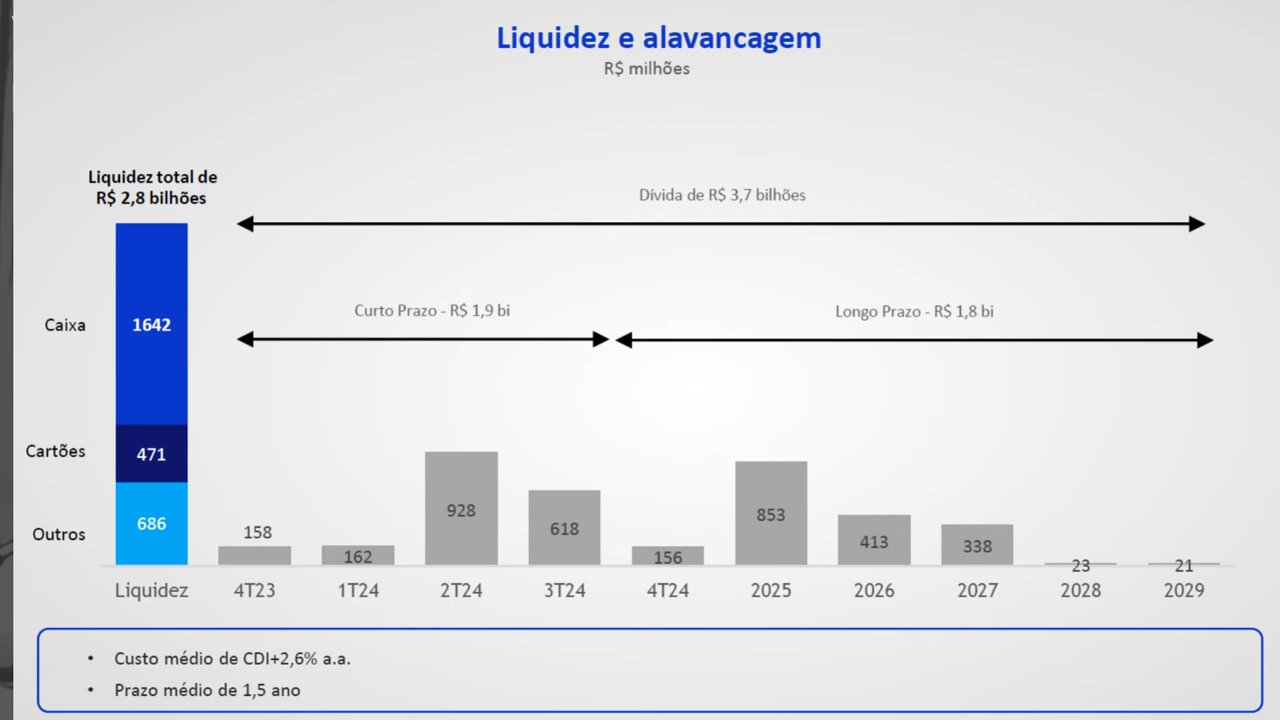 Liquidez e alavancagem
R$ milhões
Liquidez total de
R$ 2,8 bilhões
Dívida de R$ 3,7 bilhões
Curto Prazo - R$ 1,9 bi
Longo Prazo - R$ 1,8 bi
Caixa
1642
Cartões
471
Outros
686
158
162
928
618
156
853
413
338
23
21
Liquidez
4T23
1T24
2T24
3T24
4T24
2025
2026
2027
2028
2029
• Custo médio de CDI+2,6% a.a.
• Prazo médio de 1,5 ano